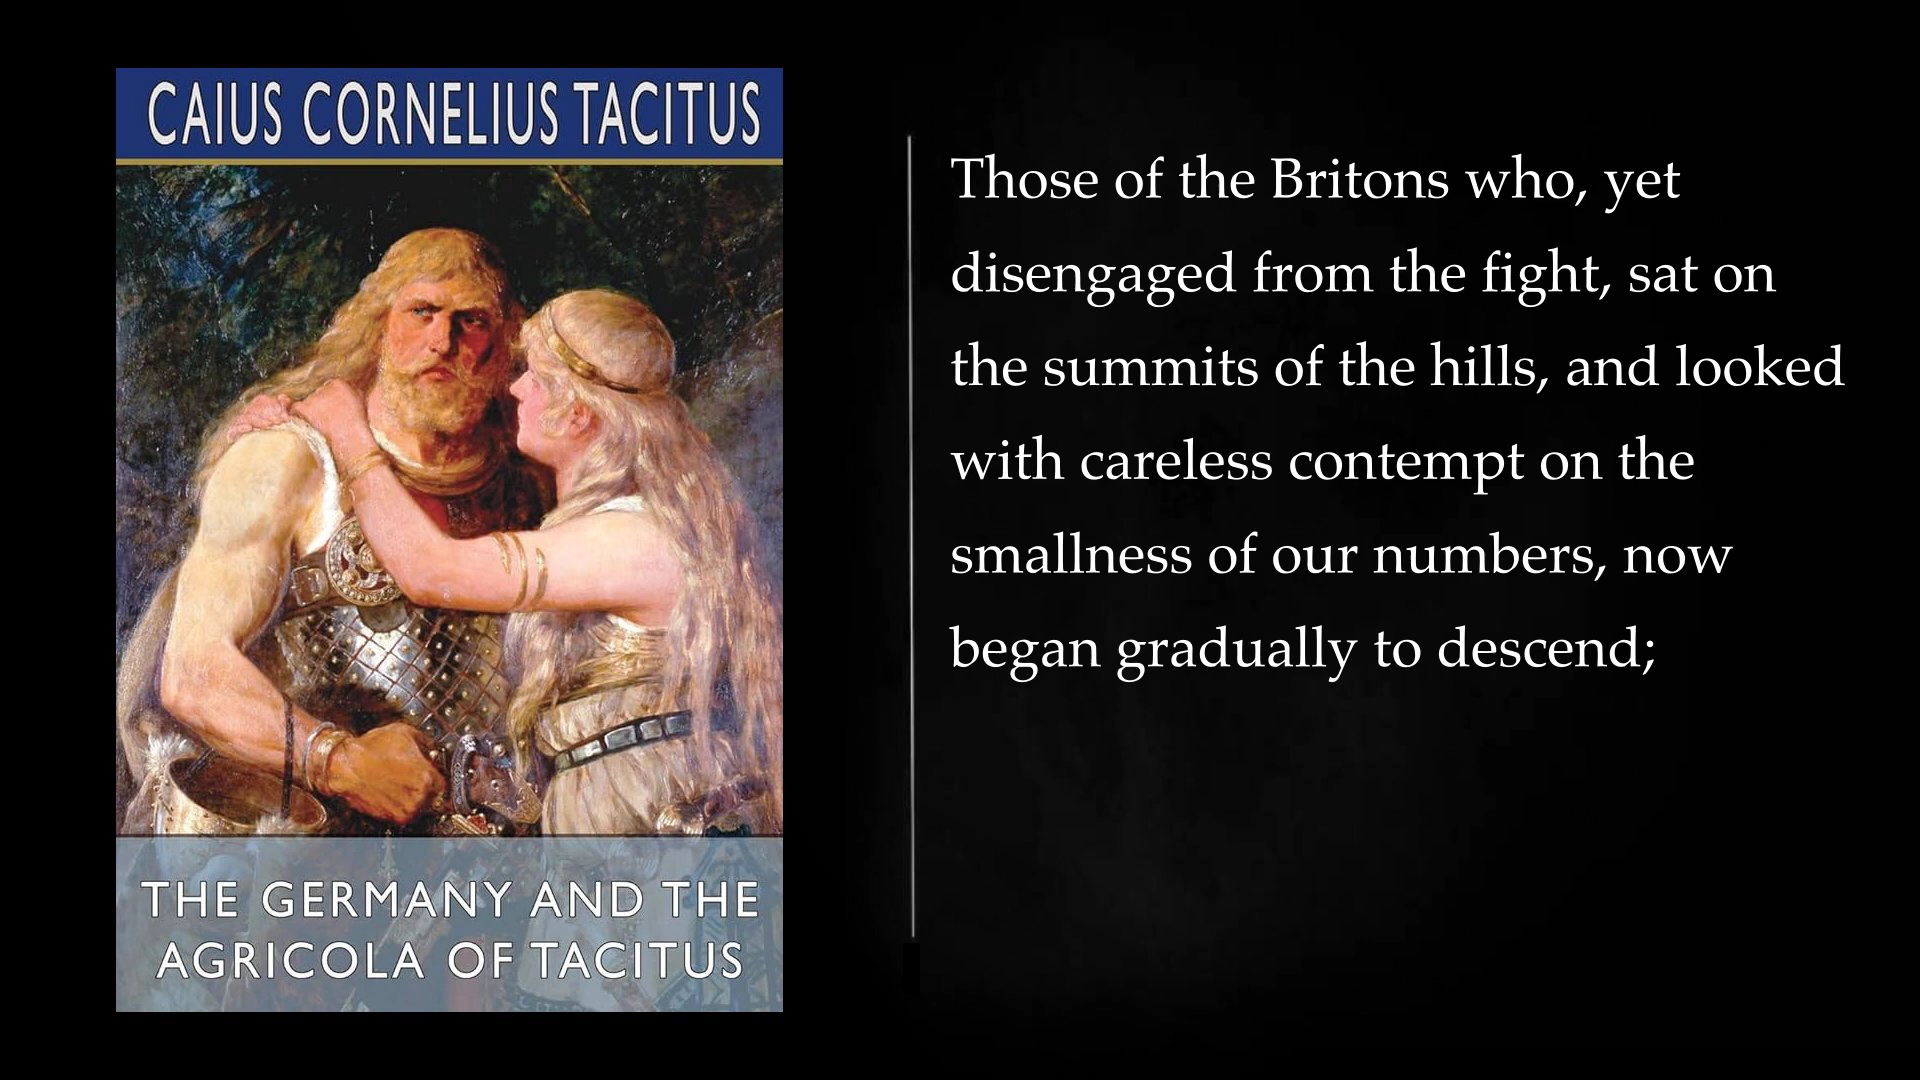 CAIUS CORNELIUS TACITUS
THE GERMANY AND THE
AGRICOLA OF TACITUS
Those of the Britons who, yet
disengaged from the fight, sat on
the summits of the hills, and looked
with careless contempt on the
smallness of our numbers, now
began gradually to descend;